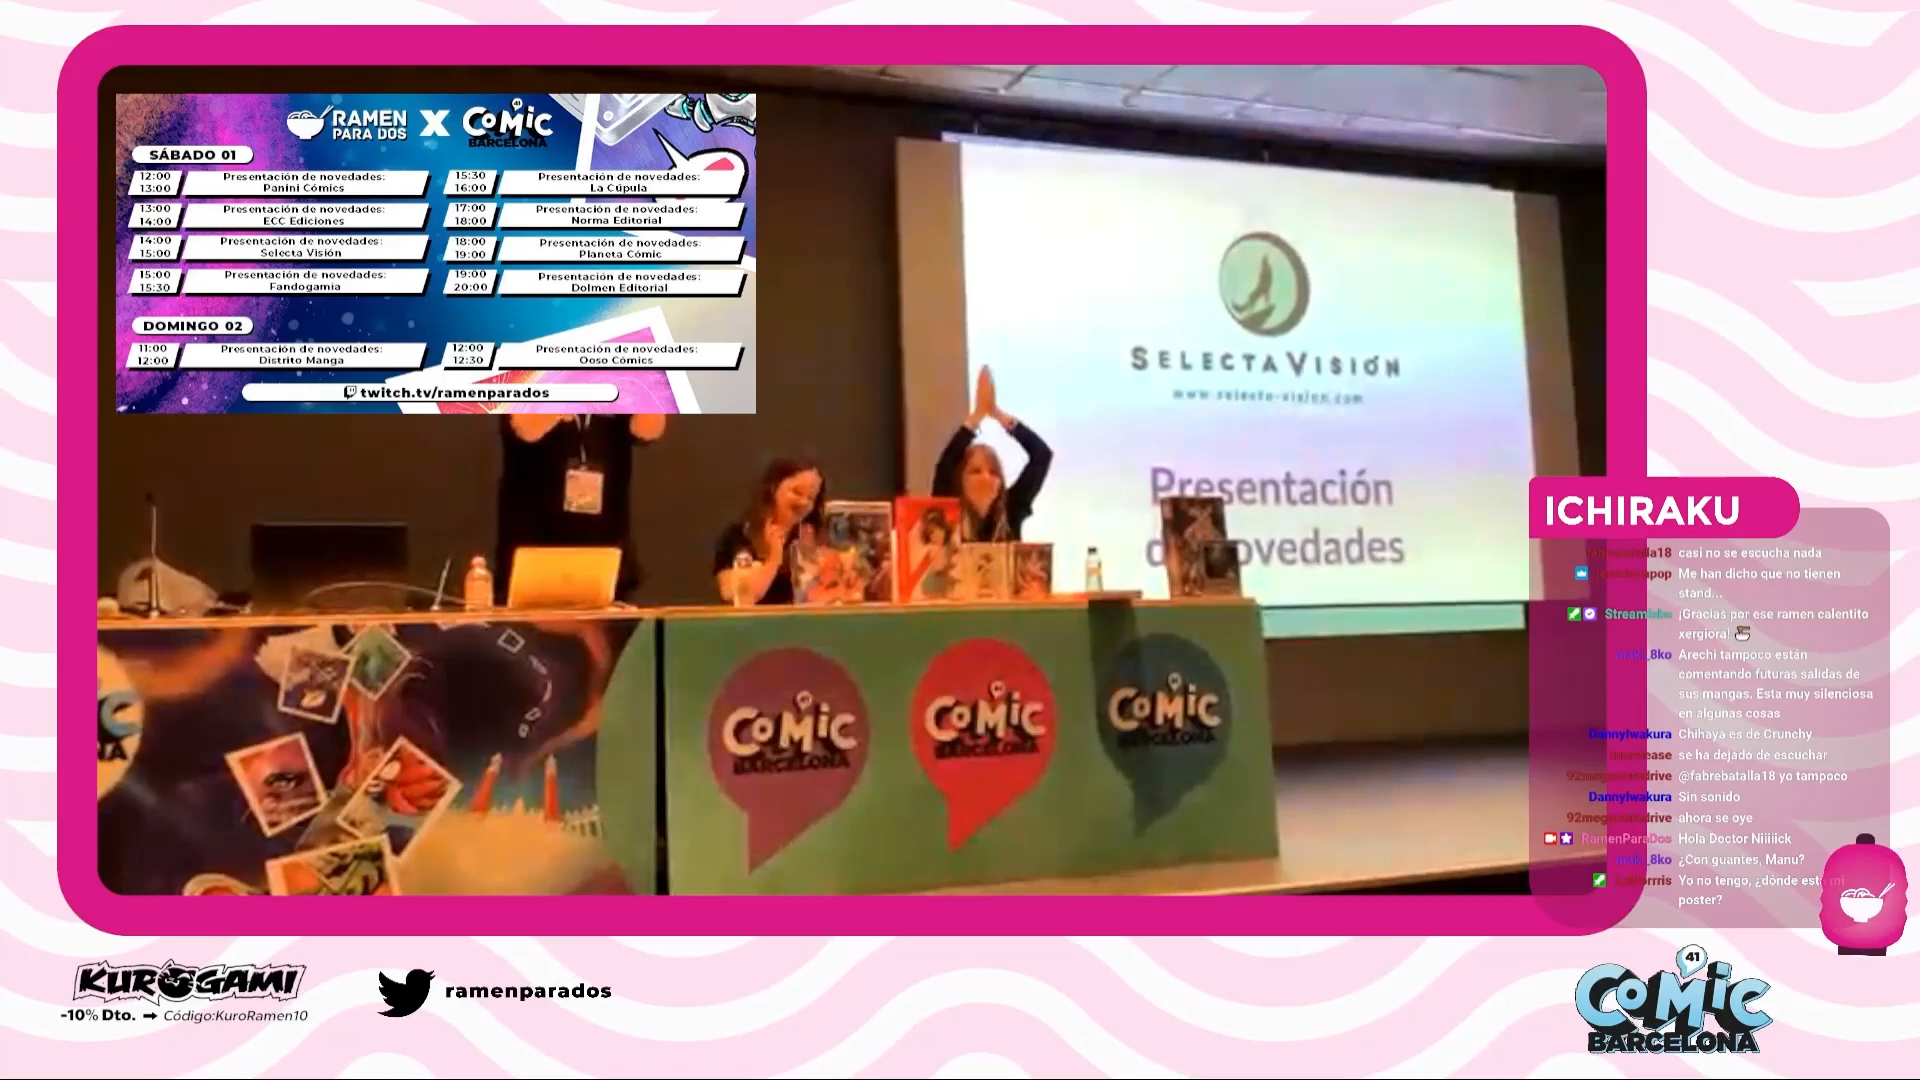 RAMEN
PARA DOS
X
41
COMIC
BARCELONA
SÁBADO 01
12:00
13:00
Presentación de novedades:
Panini Cómics
13:00
14:00
Presentación de novedades:
ECC Ediciones
14:00
15:00
Presentación de novedades:
Selecta Visión
15:00
15:30
Presentación de novedades:
Fandogamia
15:30
16:00
Presentación de novedades:
La Cúpula
17:00
18:00
Presentación de novedades:
Norma Editorial
18:00
19:00
Presentación de novedades:
Planeta Cómic
19:00
20:00
Presentación de novedades:
Dolmen Editorial
DOMINGO 02
11:00
12:00
Presentación de novedades:
Distrito Manga
12:00
12:30
Presentación de novedades:
Ooso Cómics
twitch.tv/ramenparados
SELECTA VISIÓN
www.selecta-vision.com
Presentación
novedades
COMIC
BARCELONA
COMIC
BARCELONA
COMIC
BARCELONA
ICHIRAKU
casi no se escucha nada
Me han dicho que no tienen
stand...
¡Gracias por ese ramen calentito
xergiora!
_8ko Arechi tampoco están
comentando futuras salidas de
sus mangas. Esta muy silenciosa
en algunas cosas
DannyIwakura Chihaya es de Crunchy
se ha dejado de escuchar
@fabrebatalla18 yo tampoco
DannyIwakura Sin sonido
ahora se oye
RamenParaDos Hola Doctor Niiiiick
_8ko ¿Con guantes, Manu?
Yo no tengo, ¿dónde está mi
poster?
KUROGAMI
-10% Dto. ➞ Código:KuroRamen10
ramenparados
41
COMIC
BARCELONA